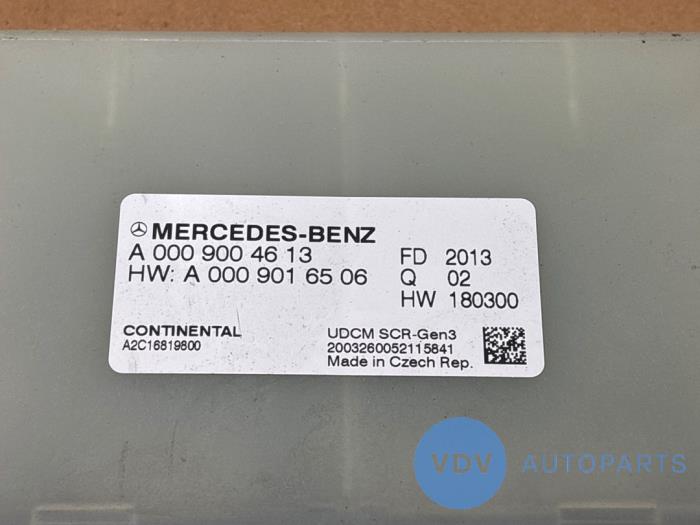 MERCEDES-BENZ
A 000 900 46 13
HW: A 000 901 65 06
FD 2013
Q 02
HW 180300
CONTINENTAL
A2C16819800
UDCM SCR-Gen3
2003260052115841
Made in Czech Rep.
VDV AUTOPARTS